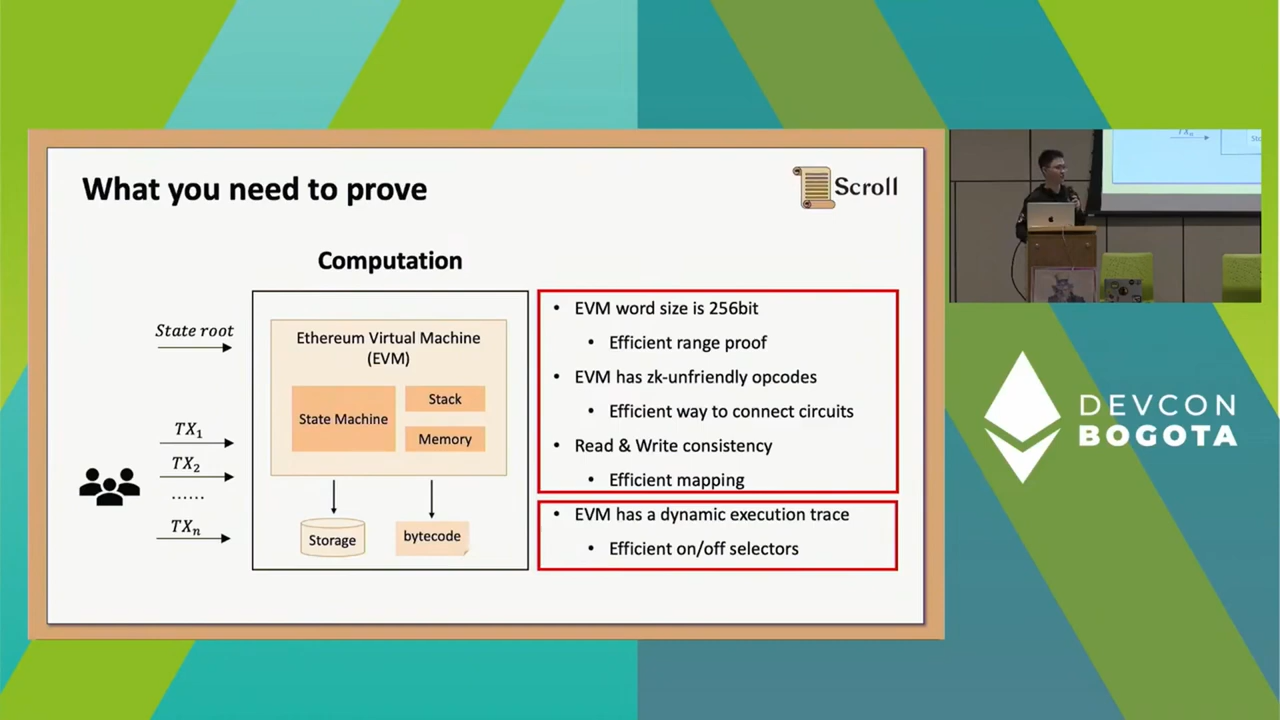 What you need to prove
Scroll
Computation
State root
TX₁
TX₂
......
TXₙ
Ethereum Virtual Machine
(EVM)
State Machine
Stack
Memory
Storage
bytecode
• EVM word size is 256bit
• Efficient range proof
• EVM has zk-unfriendly opcodes
• Efficient way to connect circuits
• Read & Write consistency
• Efficient mapping
• EVM has a dynamic execution trace
• Efficient on/off selectors
TXₙ
DEVCON
BOGOTA